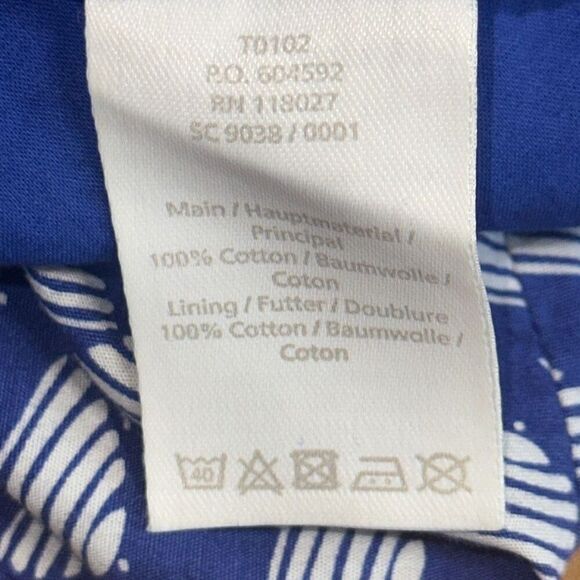 T0102
P.O. 604592
RN 118027
SC 9038 / 0001
Main / Hauptmaterial /
Principal
100% Cotton / Baumwolle /
Coton
Lining / Futter / Doublure
100% Cotton / Baumwolle /
Coton
40